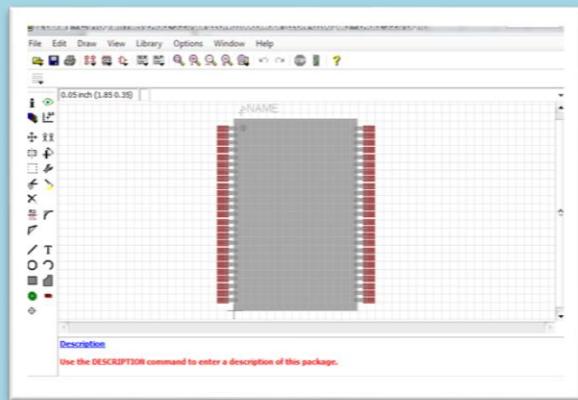 File Edit Draw View Library Options Window Help
0.05 inch (1.85 0.35)
>NAME
Description
Use the DESCRIPTION command to enter a description of this package.